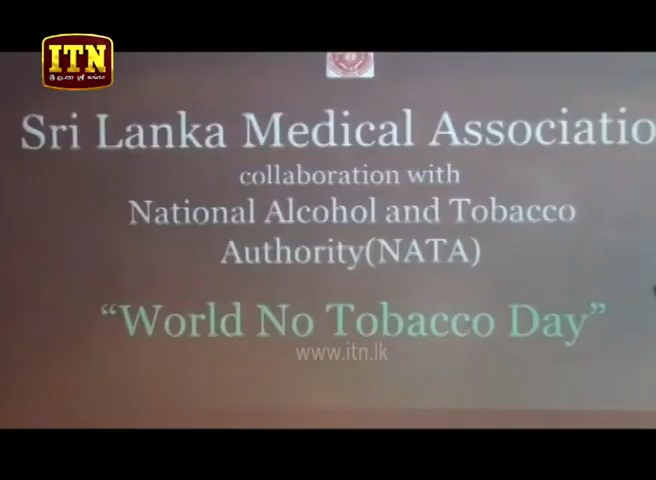 ITN
Sri Lanka Medical Associatio
collaboration with
National Alcohol and Tobacco
Authority(NATA)
“World No Tobacco Day”
www.itn.lk